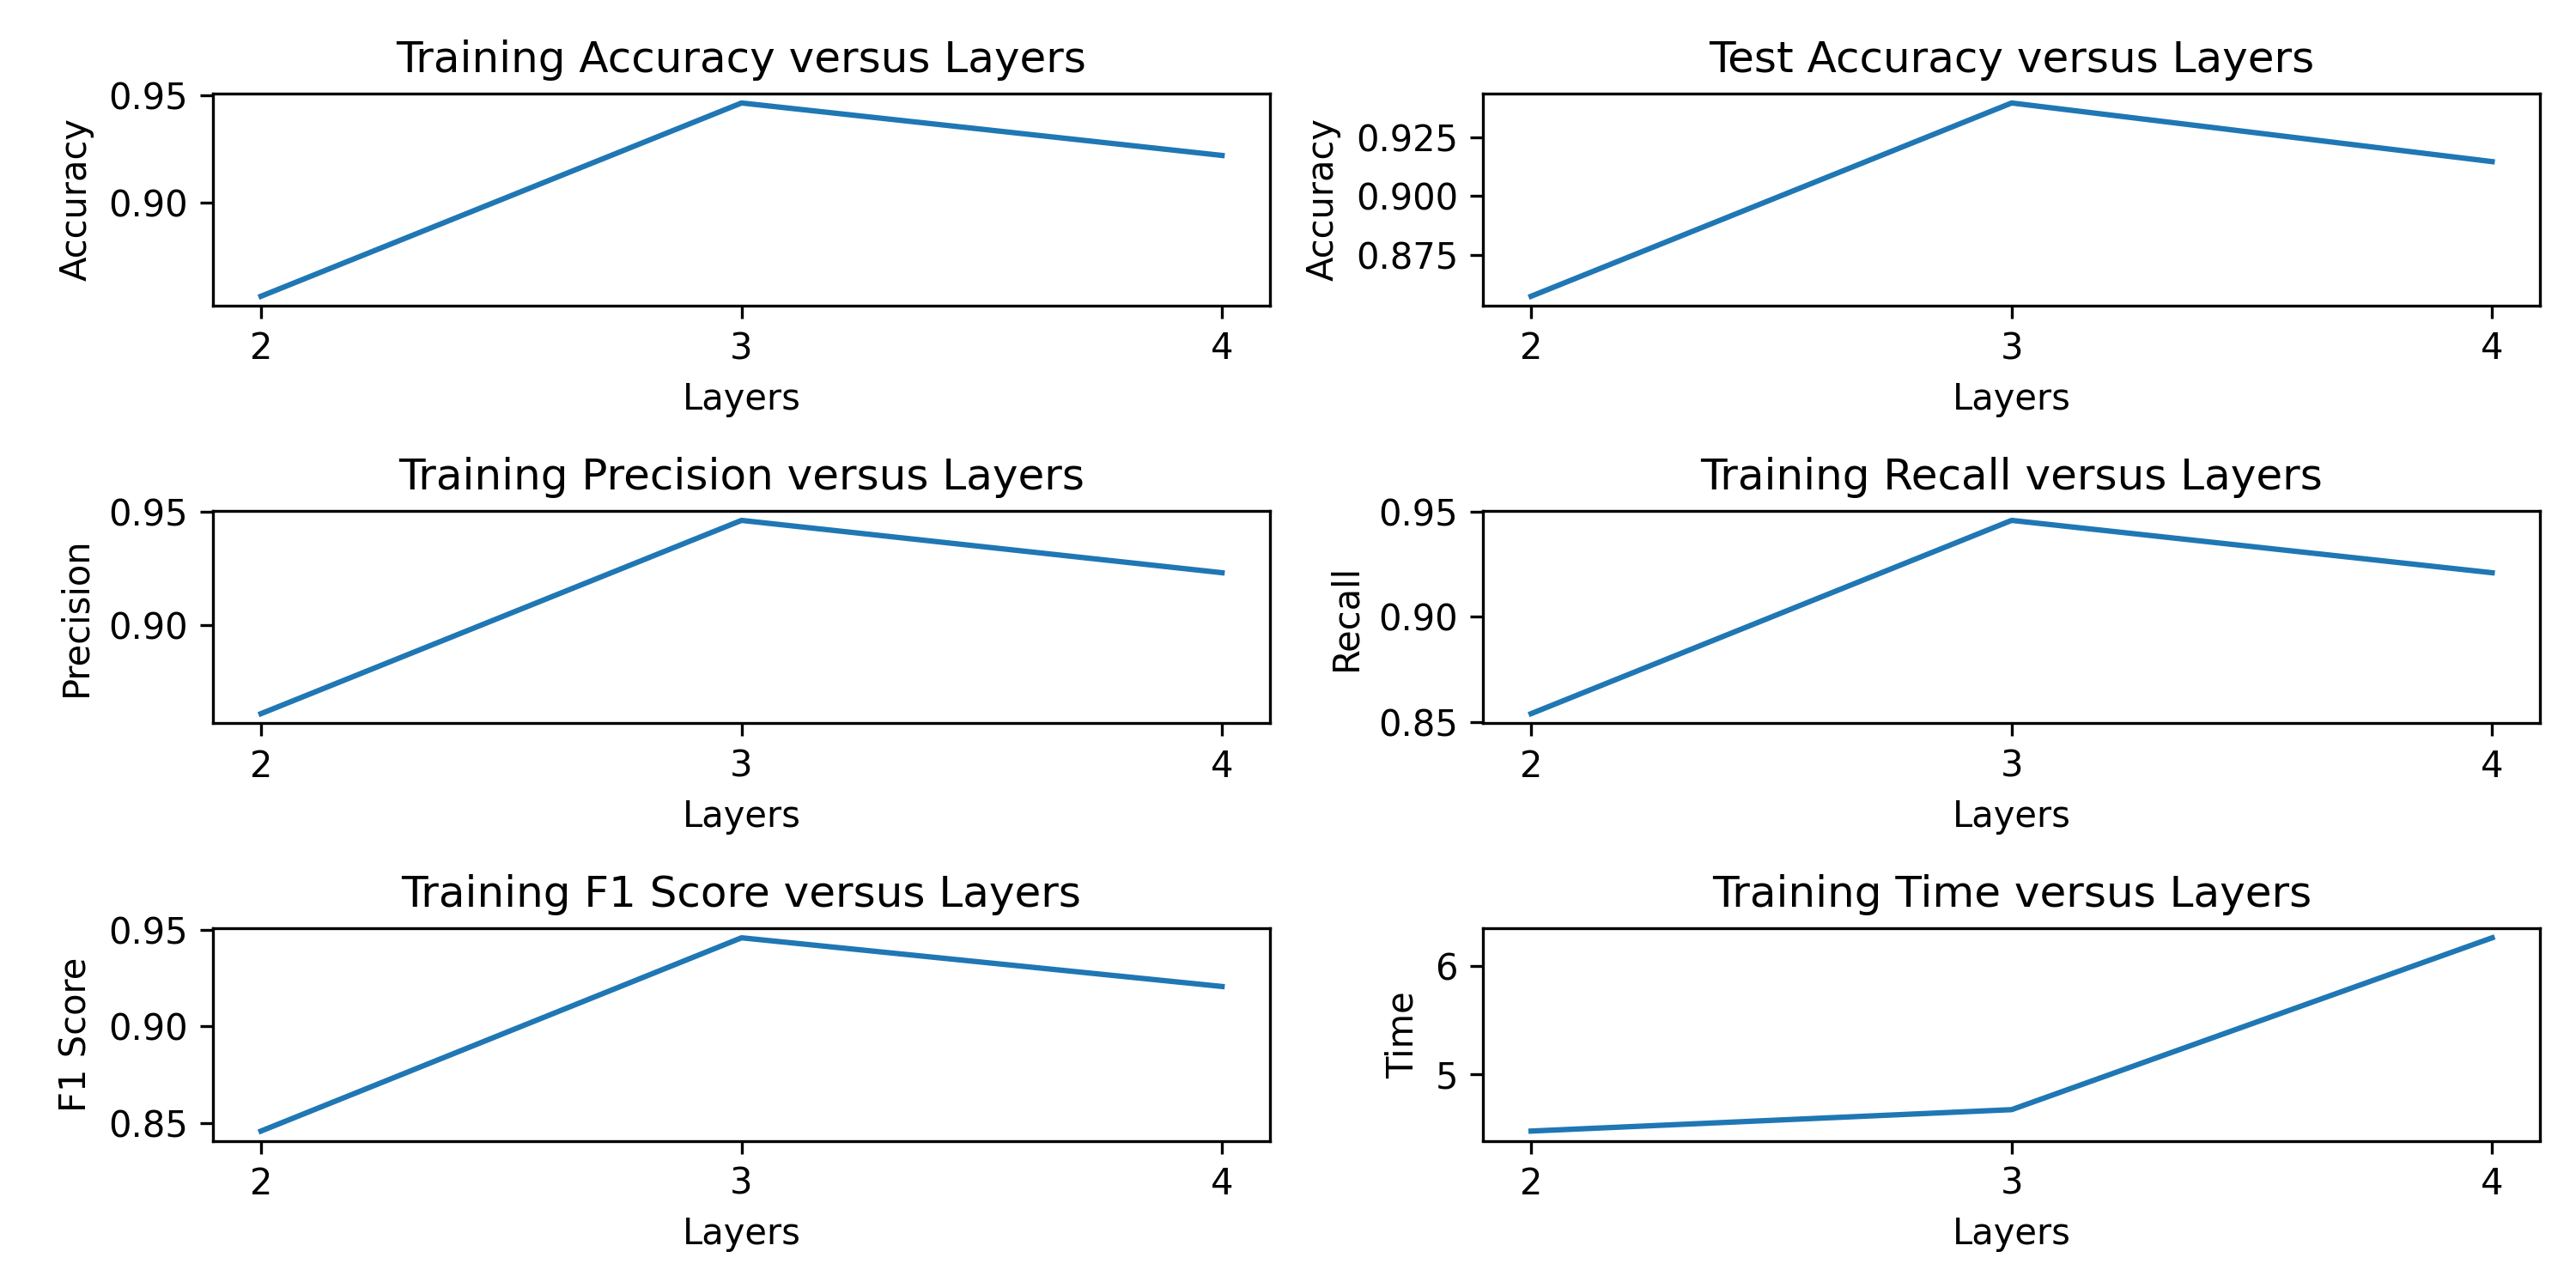 Training Accuracy versus Layers
Accuracy
0.95
0.90
2 3 4
Layers
Test Accuracy versus Layers
Accuracy
0.925
0.900
0.875
2 3 4
Layers
Training Precision versus Layers
Precision
0.95
0.90
2 3 4
Layers
Training Recall versus Layers
Recall
0.95
0.90
0.85
2 3 4
Layers
Training F1 Score versus Layers
F1 Score
0.95
0.90
0.85
2 3 4
Layers
Training Time versus Layers
Time
6
5
2 3 4
Layers